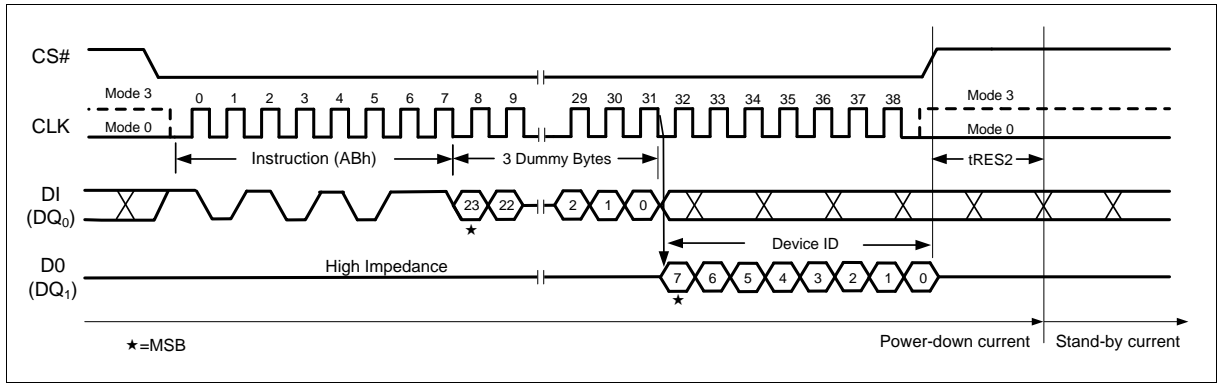 CS#
Mode 3 0 1 2 3 4 5 6 7 8 9 29 30 31 32 33 34 35 36 37 38 Mode 3
CLK Mode 0 Mode 0
Instruction (ABh) 3 Dummy Bytes tRES2
DI
(DQ0) 23 22 2 1 0
★
Device ID
D0 High Impedance
(DQ1) 7 6 5 4 3 2 1 0
★
★=MSB Power-down current Stand-by current